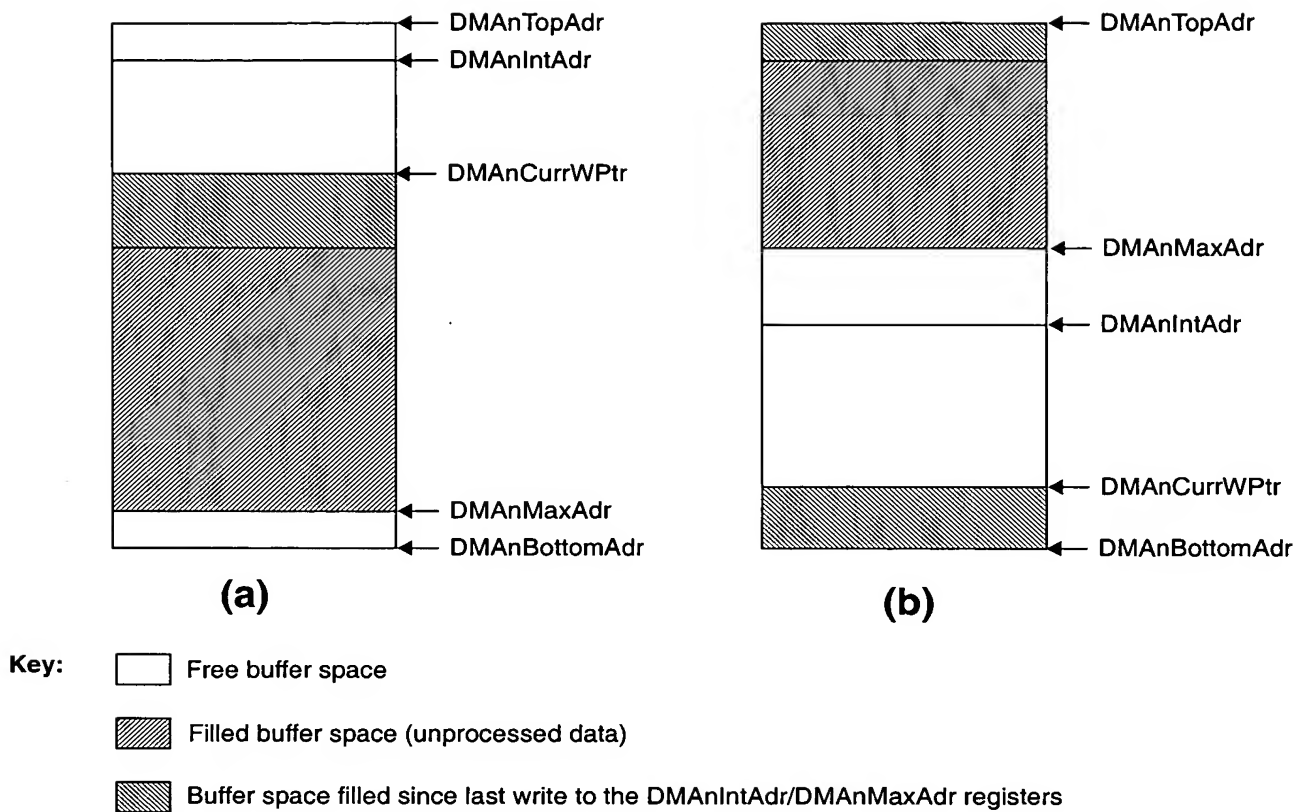 DMAnTopAdr
DMAnIntAdr
DMAnCurrWPtr
DMAnMaxAdr
DMAnBottomAdr
(a)
DMAnTopAdr
DMAnMaxAdr
DMAnIntAdr
DMAnCurrWPtr
DMAnBottomAdr
(b)
Key:
Free buffer space
Filled buffer space (unprocessed data)
Buffer space filled since last write to the DMAnIntAdr/DMAnMaxAdr registers